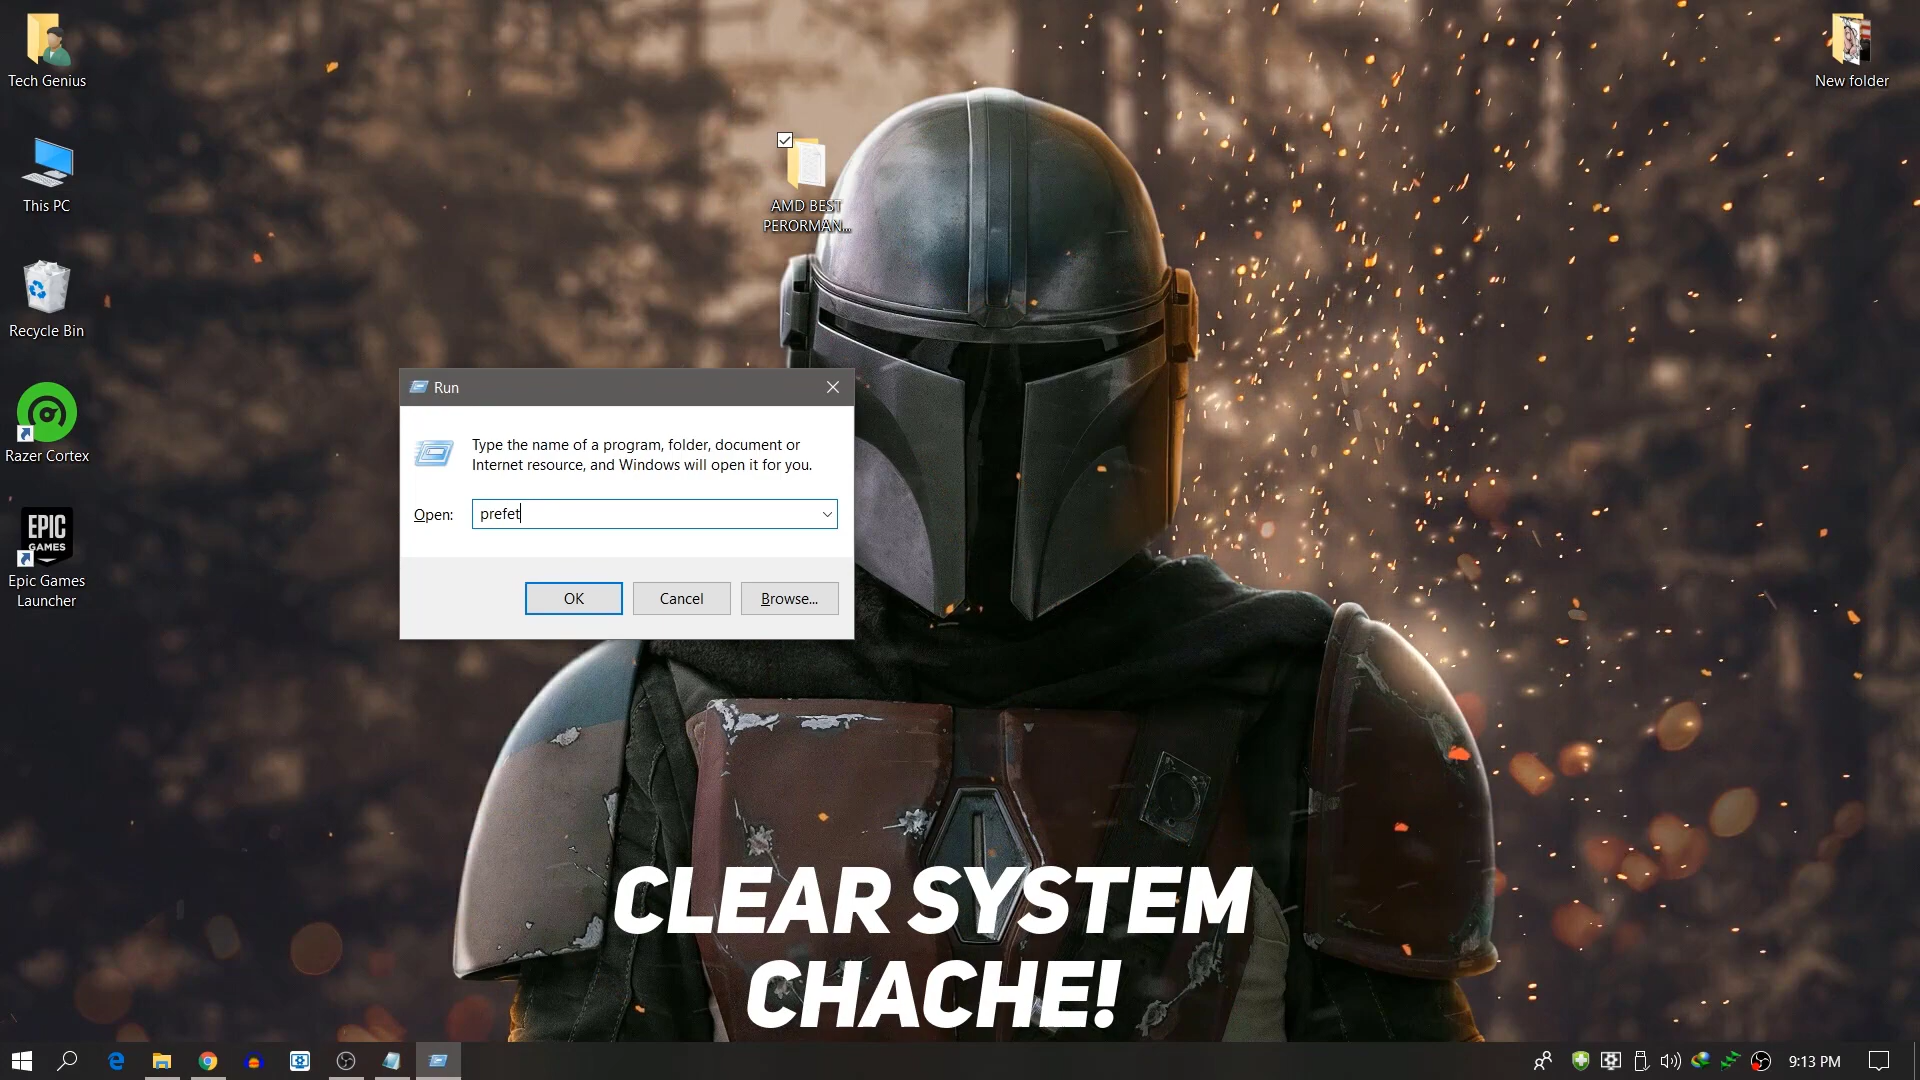 Tech Genius
This PC
Recycle Bin
Razer Cortex
EPIC
GAMES
Epic Games
Launcher
AMD BEST
PERORMAN...
New folder
Run
Type the name of a program, folder, document or
Internet resource, and Windows will open it for you.
Open: prefet
OK Cancel Browse...
CLEAR SYSTEM
CHACHE!
9:13 PM